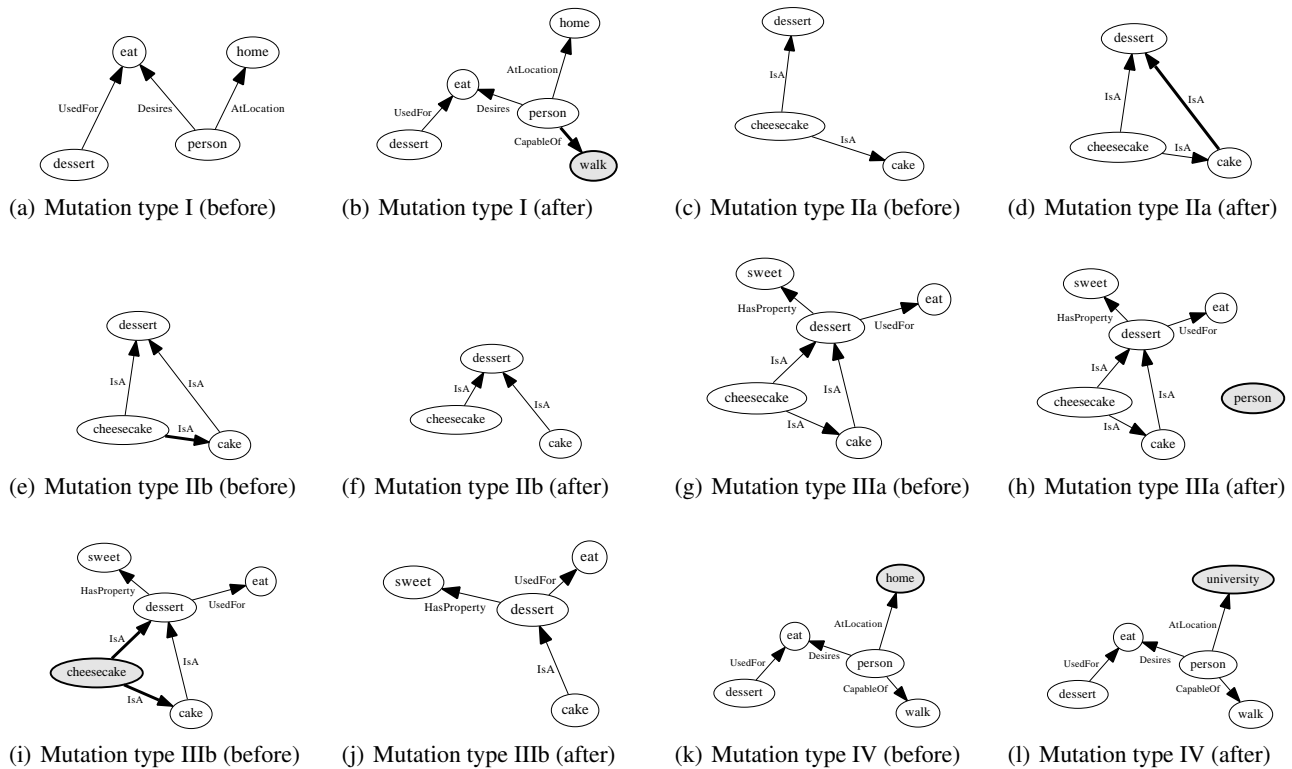 eat
home
UsedFor
Desires
AtLocation
person
dessert
(a) Mutation type I (before)
home
AtLocation
eat
UsedFor
Desires
person
dessert
CapableOf
walk
(b) Mutation type I (after)
dessert
IsA
cheesecake
IsA
cake
(c) Mutation type IIa (before)
dessert
IsA
IsA
cheesecake
IsA
cake
(d) Mutation type IIa (after)
dessert
IsA
IsA
cheesecake
IsA
cake
(e) Mutation type IIb (before)
dessert
IsA
IsA
cheesecake
cake
(f) Mutation type IIb (after)
sweet
eat
HasProperty
dessert
UsedFor
IsA
IsA
cheesecake
IsA
cake
(g) Mutation type IIIa (before)
sweet
eat
HasProperty
dessert
UsedFor
IsA
IsA
cheesecake
person
IsA
cake
(h) Mutation type IIIa (after)
sweet
eat
HasProperty
dessert
UsedFor
IsA
IsA
cheesecake
IsA
cake
(i) Mutation type IIIb (before)
eat
sweet
UsedFor
HasProperty
dessert
IsA
cake
(j) Mutation type IIIb (after)
home
AtLocation
eat
UsedFor
Desires
person
dessert
CapableOf
walk
(k) Mutation type IV (before)
university
AtLocation
eat
UsedFor
Desires
person
dessert
CapableOf
walk
(l) Mutation type IV (after)